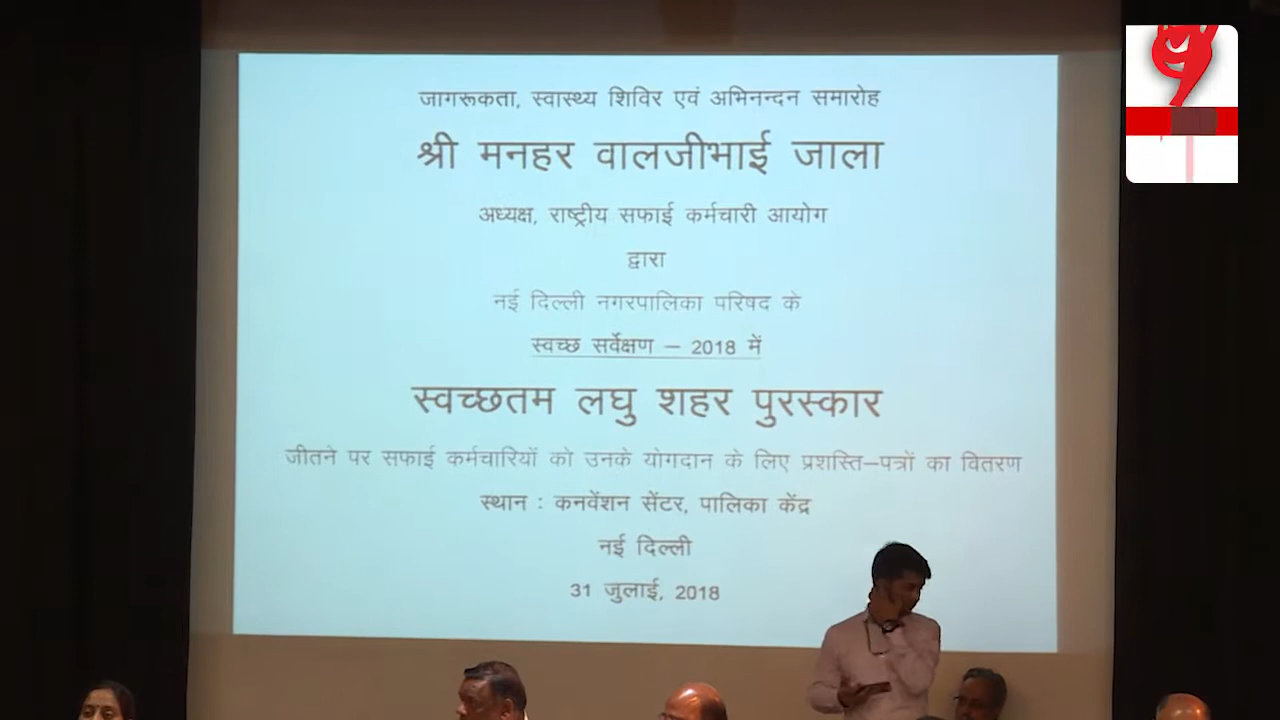 जागरूकता, स्वास्थ्य शिविर एवं अभिनन्दन समारोह
श्री मनहर वालजीभाई जाला
अध्यक्ष, राष्ट्रीय सफाई कर्मचारी आयोग
द्वारा
नई दिल्ली नगरपालिका परिषद के
स्वच्छ सर्वेक्षण – 2018 में
स्वच्छतम लघु शहर पुरस्कार
जीतने पर सफाई कर्मचारियों को उनके योगदान के लिए प्रशस्ति–पत्रों का वितरण
स्थान : कनवेंशन सेंटर, पालिका केंद्र
नई दिल्ली
31 जुलाई, 2018